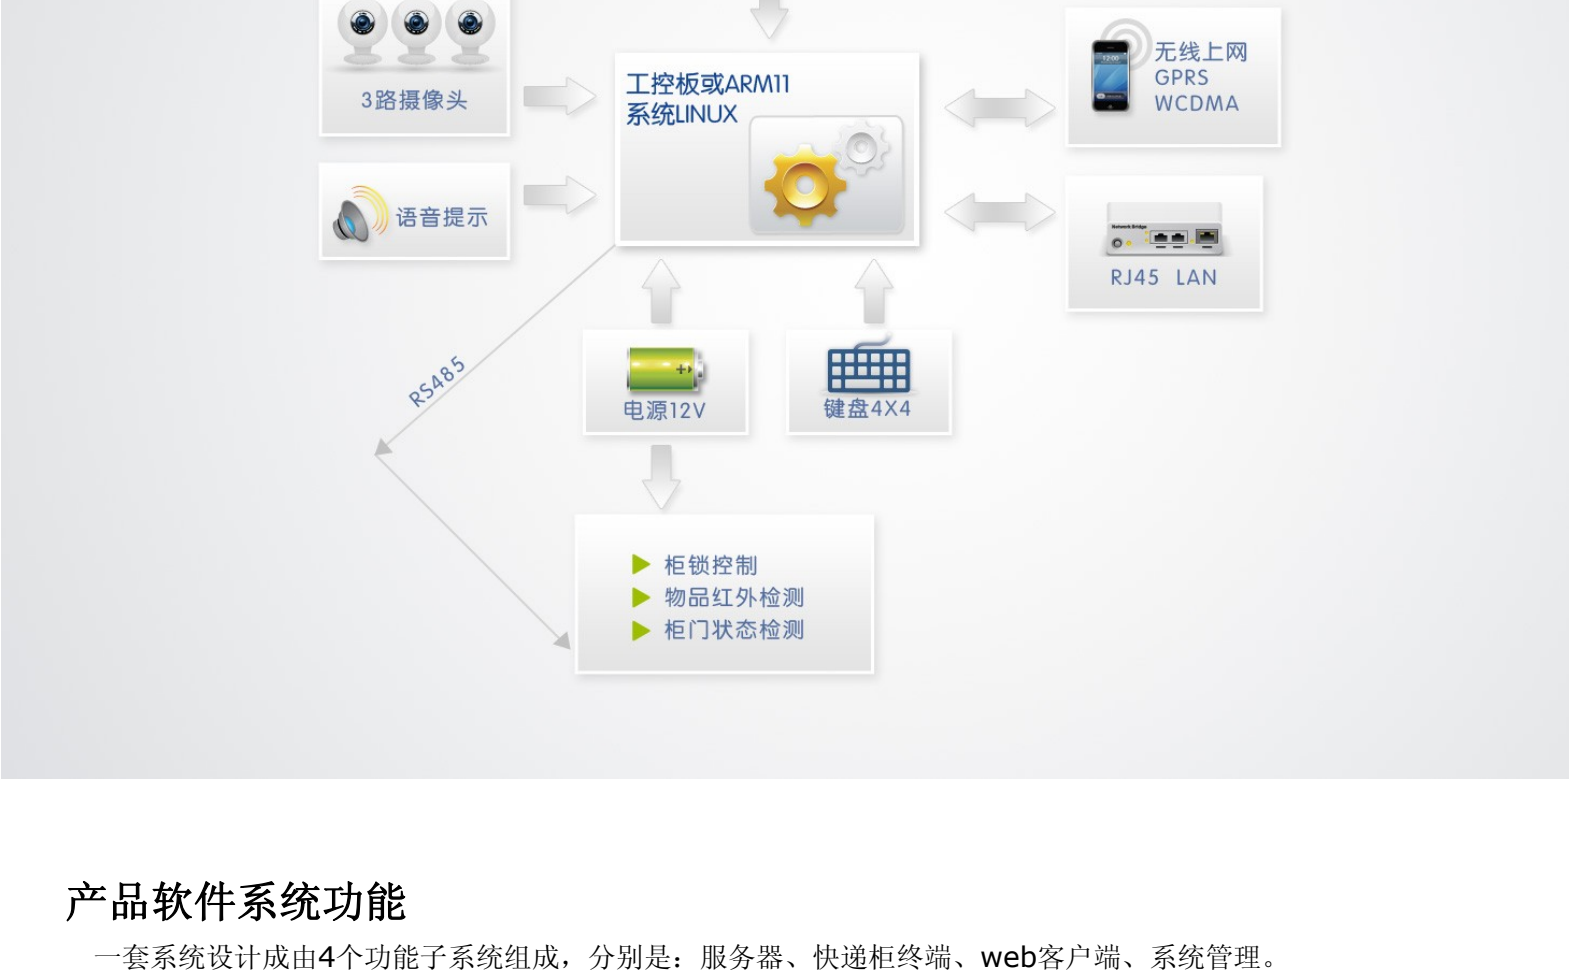 3路摄像头
工控板或ARM11
系统LINUX
无线上网
GPRS
WCDMA
12:00
语音提示
Network Bridge
RJ45 LAN
RS485
电源12V
键盘4X4
柜锁控制
物品红外检测
柜门状态检测
产品软件系统功能
一套系统设计成由4个功能子系统组成，分别是：服务器、快递柜终端、web客户端、系统管理。